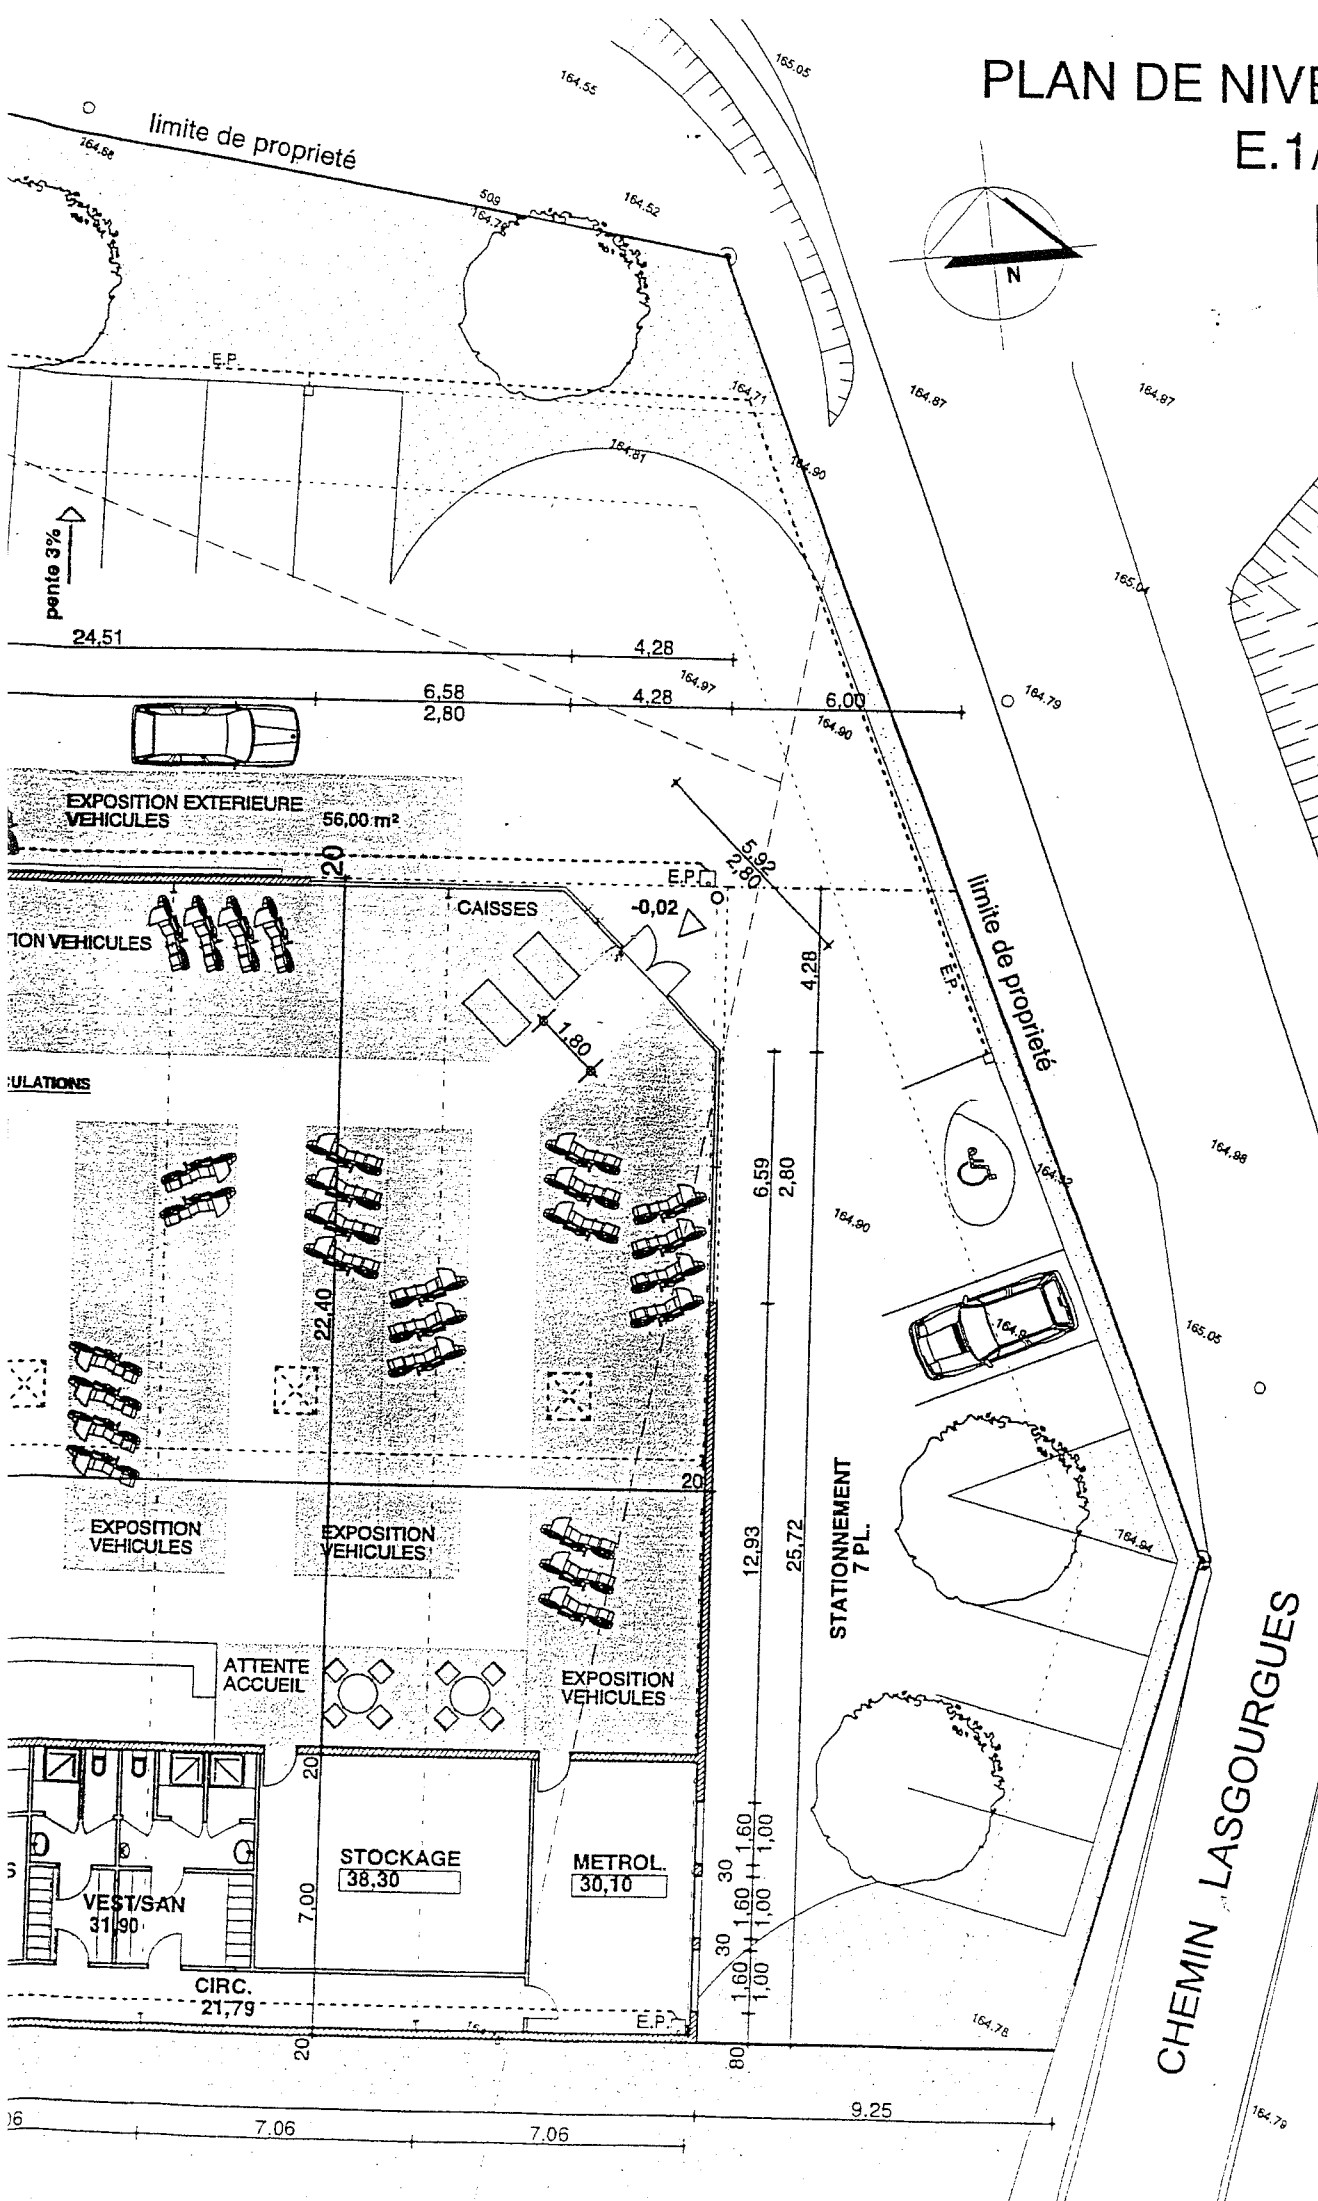 PLAN DE NIVE
E.1/
165.05
164.55
limite de proprieté
164.68
509
164.79
164.52
N
E.P.
164.71
164.87
164.87
164.81
164.90
pente 3%
165.04
24,51
4,28
164.97
6,58
2,80
4,28
6,00
164.79
164.90
EXPOSITION EXTERIEURE
VEHICULES
56,00 m²
20
5,92
2,80
E.P.
-0,02
CAISSES
TION VEHICULES
limite de proprieté
4,28
E.P.
1,80
CULATIONS
6,59
2,80
164.98
164.90
22,40
165.05
20
STATIONNEMENT
7 PL.
EXPOSITION
VEHICULES
EXPOSITION
VEHICULES
12,93
25,72
164.94
ATTENTE
ACCUEIL
EXPOSITION
VEHICULES
CHEMIN LASGOURGUES
20
STOCKAGE
38,30
METROL.
30,10
1,60
1,00
30
1,60
1,00
30
1,60
1,00
S
VEST/SAN
31,90
7,00
CIRC.
21,79
E.P.
164.78
20
80
9.25
164.79
06
7.06
7.06